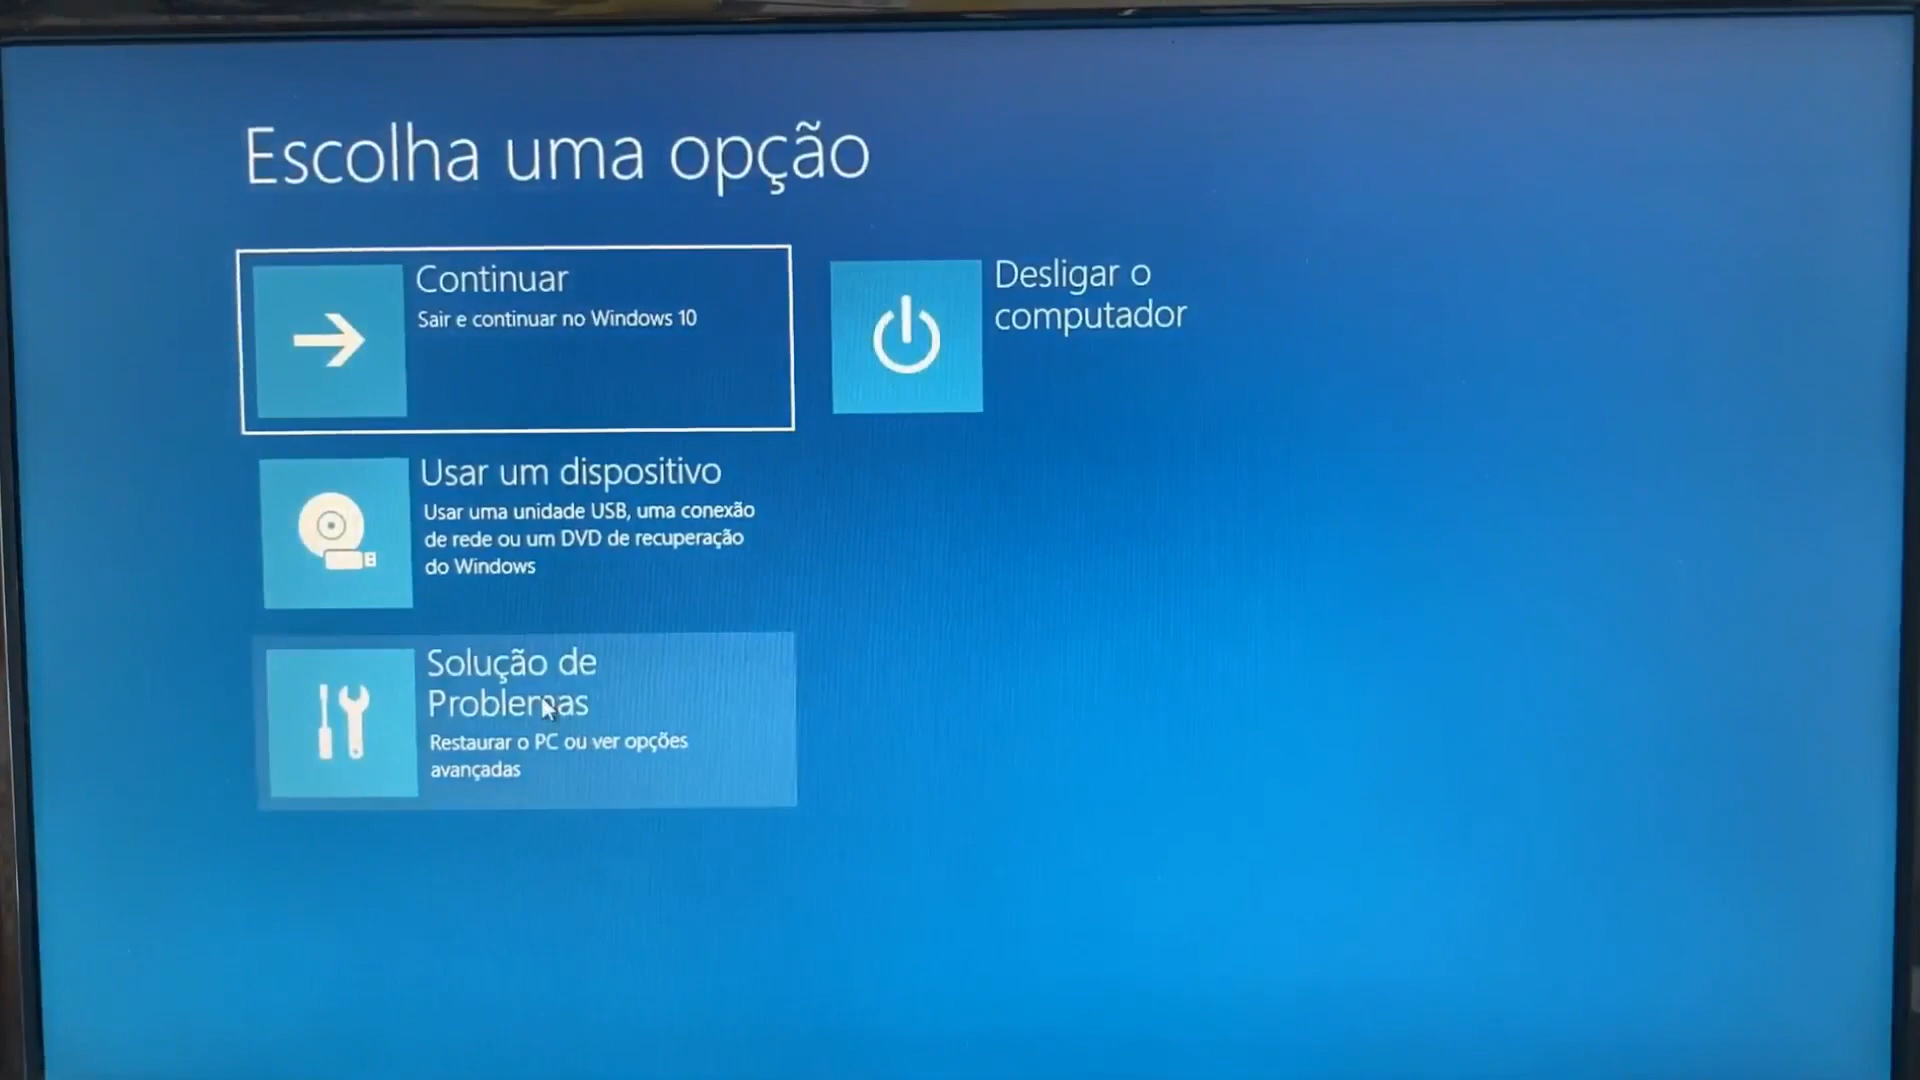 Escolha uma opção
Continuar
Sair e continuar no Windows 10
Desligar o
computador
Usar um dispositivo
Usar uma unidade USB, uma conexão
de rede ou um DVD de recuperação
do Windows
Solução de
Problemas
Restaurar o PC ou ver opções
avançadas